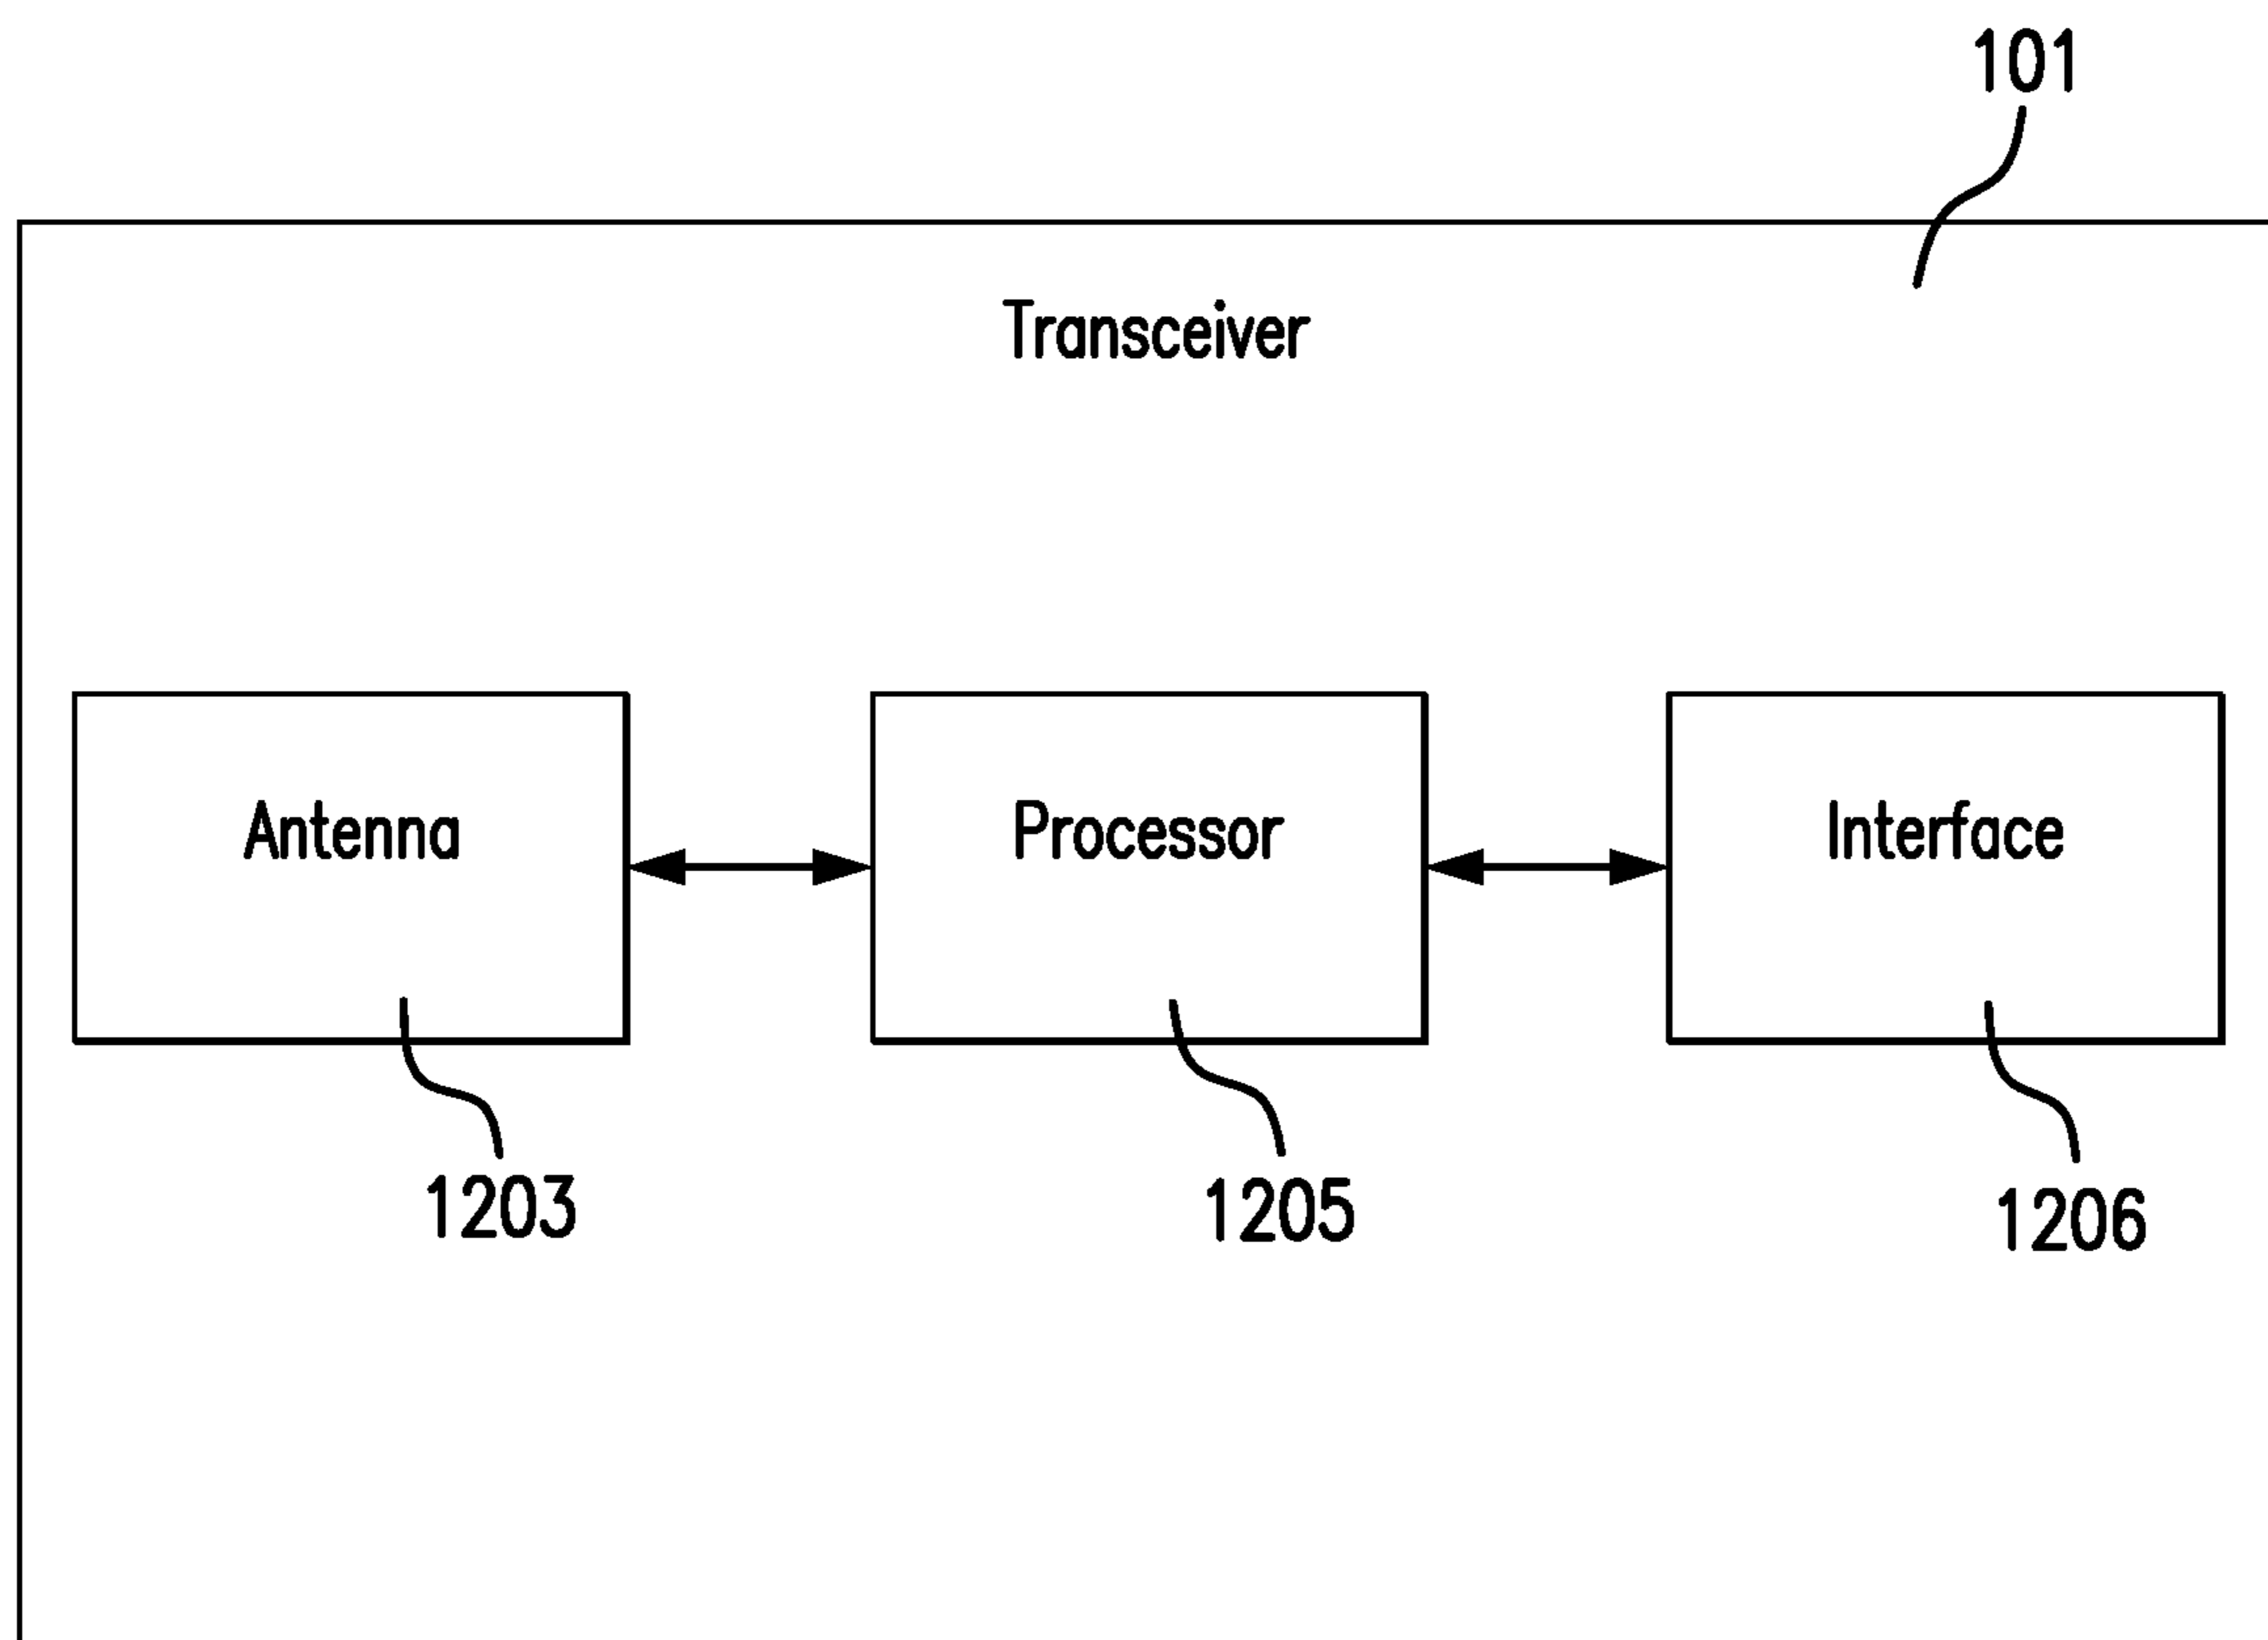 101
Transceiver
Antenna
Processor
Interface
1203
1205
1206